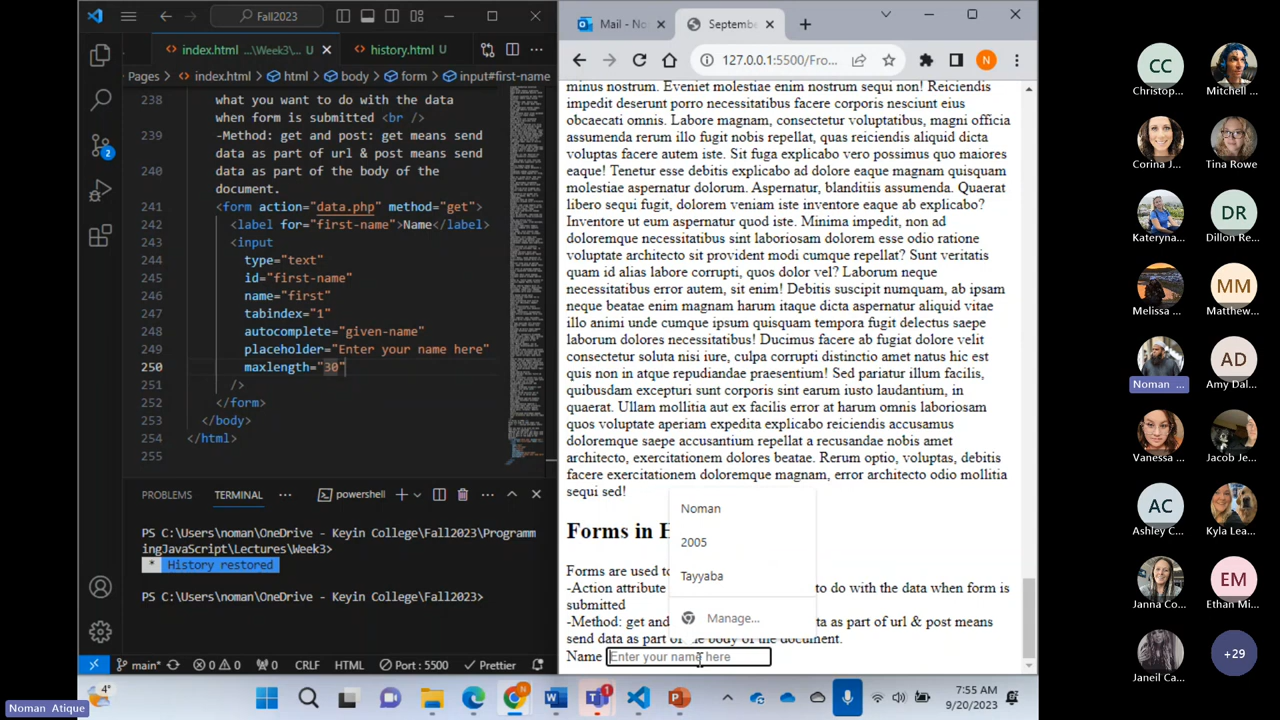 Fall2023
index.html ...\Week3\... U
history.html U
Pages > index.html > html > body > form > input#first-name
238 what you want to do with the data
when form is submitted <br />
239 -Method: get and post: get means send
data as part of url & post means send
240 data as part of the body of the
document.
241 <form action="data.php" method="get">
242 <label for="first-name">Name</label>
243 <input
244 type="text"
245 id="first-name"
246 name="first"
247 tabindex="1"
248 autocomplete="given-name"
249 placeholder="Enter your name here"
250 maxlength="30"
251 />
252 </form>
253 </body>
254 </html>
255
PROBLEMS TERMINAL ... powershell
PS C:\Users\noman\OneDrive - Keyin College\Fall2023\Programm
ingJavaScript\Lectures\Week3>
* History restored
PS C:\Users\noman\OneDrive - Keyin College\Fall2023>
2
main* 0 0 0 CRLF HTML Port : 5500 Prettier
Mail - No
Septembe
127.0.0.1:5500/Fro...
N
minus nostrum. Eveniet molestiae enim nostrum sequi non! Reiciendis
impedit deserunt porro necessitatibus facere corporis nesciunt eius
obcaecati omnis. Labore magnam, consectetur voluptatibus, magni officia
assumenda rerum illo fugit nobis repellat, quas reiciendis aliquid dicta
voluptas facere autem iste. Sit fuga explicabo vero possimus quo maiores
eaque! Tenetur esse debitis explicabo ad dolore eaque magnam quisquam
molestiae aspernatur dolorum. Aspernatur, blanditiis assumenda. Quaerat
libero sequi fugit, dolorem veniam iste inventore eaque ab explicabo?
Inventore ut eum aspernatur quod iste. Minima impedit, non ad
doloremque necessitatibus sint laboriosam dolorem esse odio ratione
voluptate architecto sit provident modi cumque repellat? Sunt veritatis
quam id alias labore corrupti, quos dolor vel? Laborum neque
necessitatibus error autem, sit enim! Debitis suscipit numquam, ab ipsam
neque beatae enim magnam harum itaque dicta aspernatur aliquid vitae
illo animi unde cumque ipsum quisquam tempora fugit delectus saepe
laborum dolores necessitatibus! Ducimus facere ab fugiat dolore velit
consectetur soluta nisi iure, culpa corrupti distinctio amet natus hic est
quis non in atque repudiandae praesentium! Sed pariatur illum facilis,
quibusdam excepturi sunt corporis sint earum iusto laudantium, in
quaerat. Ullam mollitia aut ex facilis error at harum omnis laboriosam
quos voluptate aperiam expedita explicabo reiciendis accusamus
doloremque saepe accusantium repellat a recusandae nobis amet
architecto, exercitationem dolores beatae. Rerum optio, voluptas, debitis
facere exercitationem doloremque magnam, error architecto odio mollitia
sequi sed!
Forms in H
Forms are used to
-Action attribute to do with the data when form is
submitted
-Method: get and ta as part of url & post means
send data as part of the body of the document.
Name Enter your name here
Noman
2005
Tayyaba
Manage...
CC
Christop...
Mitchell ...
Corina J...
Tina Rowe
Kateryna...
DR
Dillon Re...
Melissa ...
MM
Matthew...
Noman ...
AD
Amy Dal...
Vanessa ...
Jacob Je...
AC
Ashley C...
Kyla Lea...
Janna Co...
EM
Ethan Mi...
Janeil Ca...
+29
4°
1
7:55 AM
9/20/2023
Noman Atique